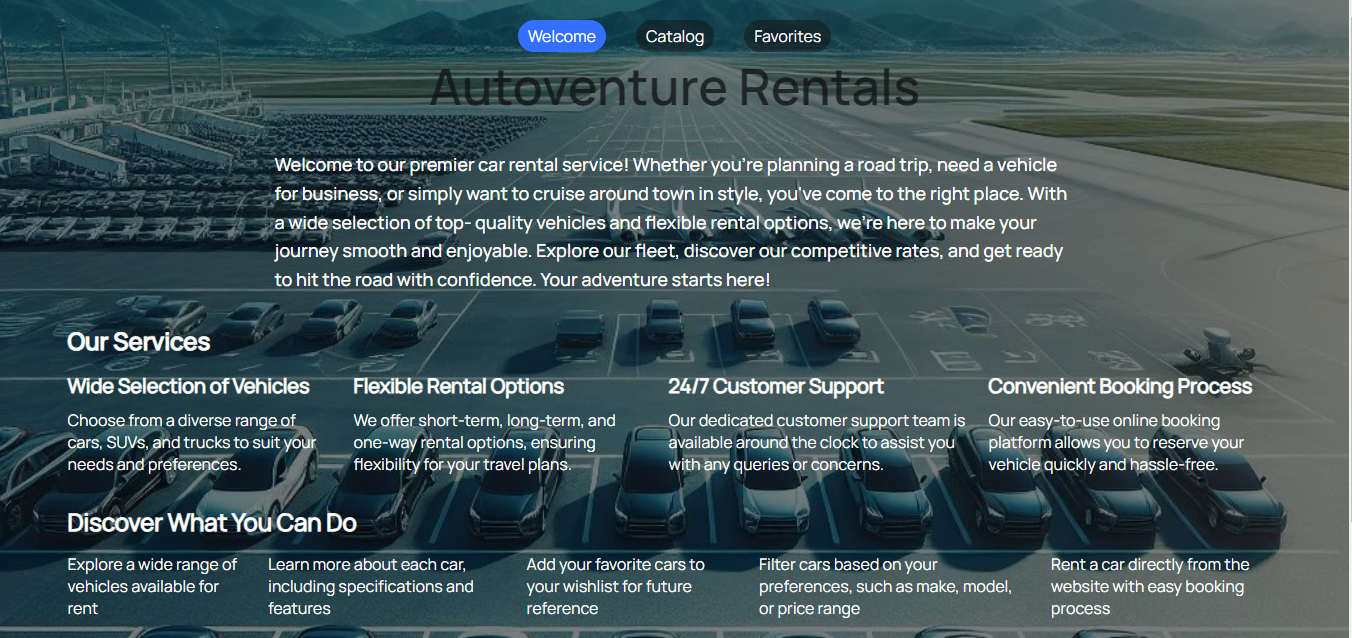 Welcome Catalog Favorites
Autoventure Rentals
Welcome to our premier car rental service! Whether you're planning a road trip, need a vehicle
for business, or simply want to cruise around town in style, you've come to the right place. With
a wide selection of top- quality vehicles and flexible rental options, we're here to make your
journey smooth and enjoyable. Explore our fleet, discover our competitive rates, and get ready
to hit the road with confidence. Your adventure starts here!
Our Services
Wide Selection of Vehicles
Choose from a diverse range of
cars, SUVs, and trucks to suit your
needs and preferences.
Flexible Rental Options
We offer short-term, long-term, and
one-way rental options, ensuring
flexibility for your travel plans.
24/7 Customer Support
Our dedicated customer support team is
available around the clock to assist you
with any queries or concerns.
Convenient Booking Process
Our easy-to-use online booking
platform allows you to reserve your
vehicle quickly and hassle-free.
Discover What You Can Do
Explore a wide range of
vehicles available for
rent
Learn more about each car,
including specifications and
features
Add your favorite cars to
your wishlist for future
reference
Filter cars based on your
preferences, such as make, model,
or price range
Rent a car directly from the
website with easy booking
process